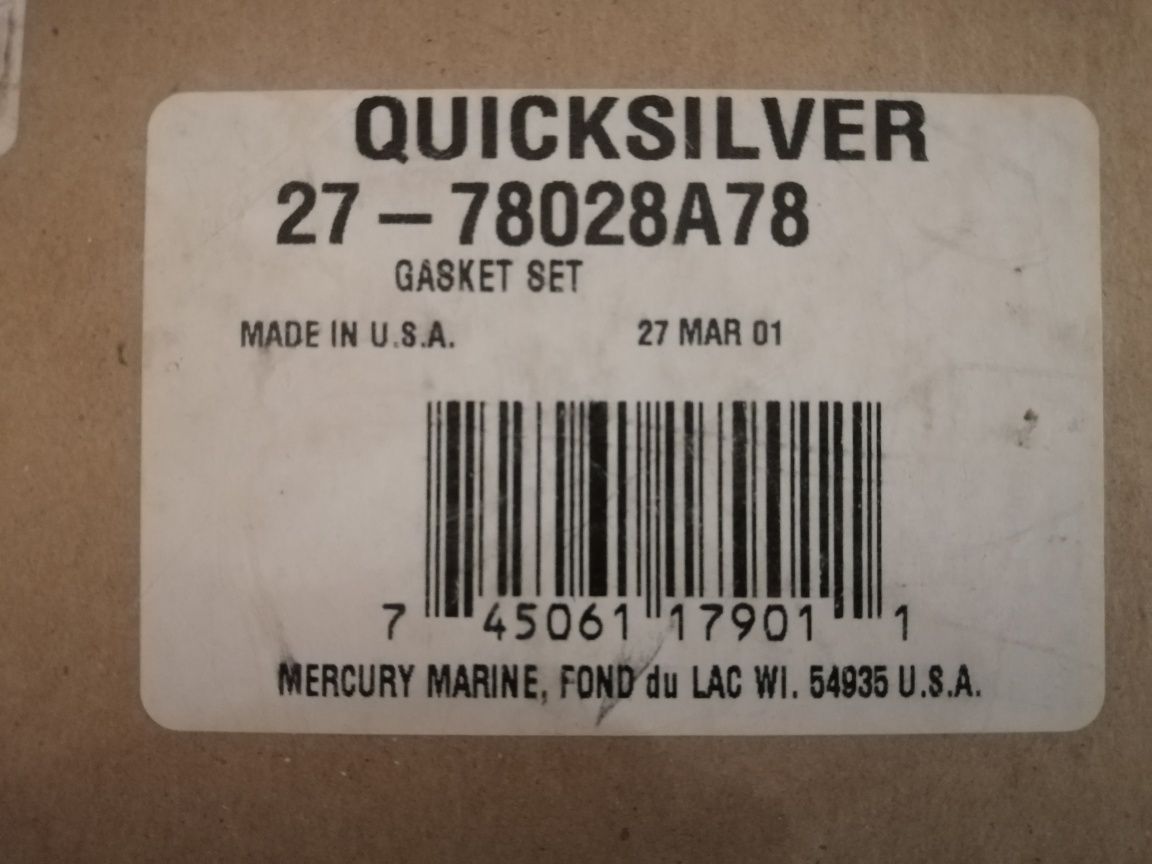 QUICKSILVER
27-78028A78
GASKET SET
MADE IN U.S.A. 27 MAR 01
7 45061 17901 1
MERCURY MARINE, FOND du LAC WI. 54935 U.S.A.